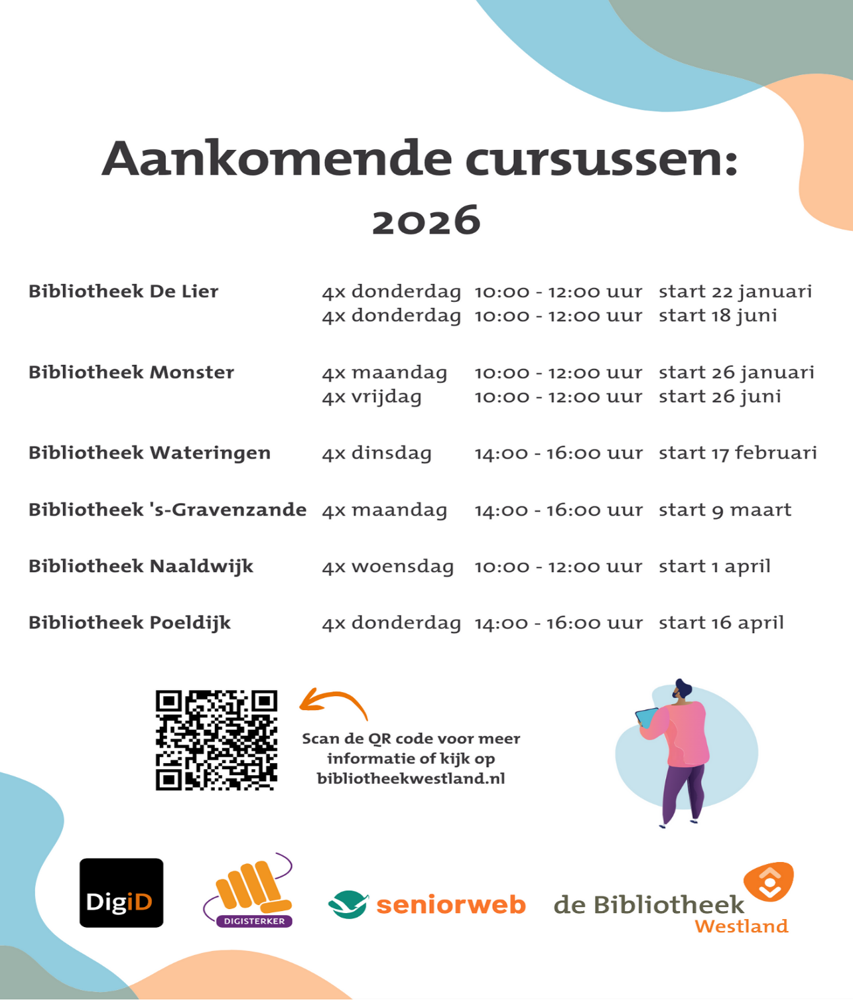 Aankomende cursussen:
2026
Bibliotheek De Lier 4x donderdag 10:00 - 12:00 uur start 22 januari
4x donderdag 10:00 - 12:00 uur start 18 juni
Bibliotheek Monster 4x maandag 10:00 - 12:00 uur start 26 januari
4x vrijdag 10:00 - 12:00 uur start 26 juni
Bibliotheek Wateringen 4x dinsdag 14:00 - 16:00 uur start 17 februari
Bibliotheek 's-Gravenzande 4x maandag 14:00 - 16:00 uur start 9 maart
Bibliotheek Naaldwijk 4x woensdag 10:00 - 12:00 uur start 1 april
Bibliotheek Poeldijk 4x donderdag 14:00 - 16:00 uur start 16 april
Scan de QR code voor meer
informatie of kijk op
bibliotheekwestland.nl
DigiD
DIGISTERKER
seniorweb
de Bibliotheek
Westland